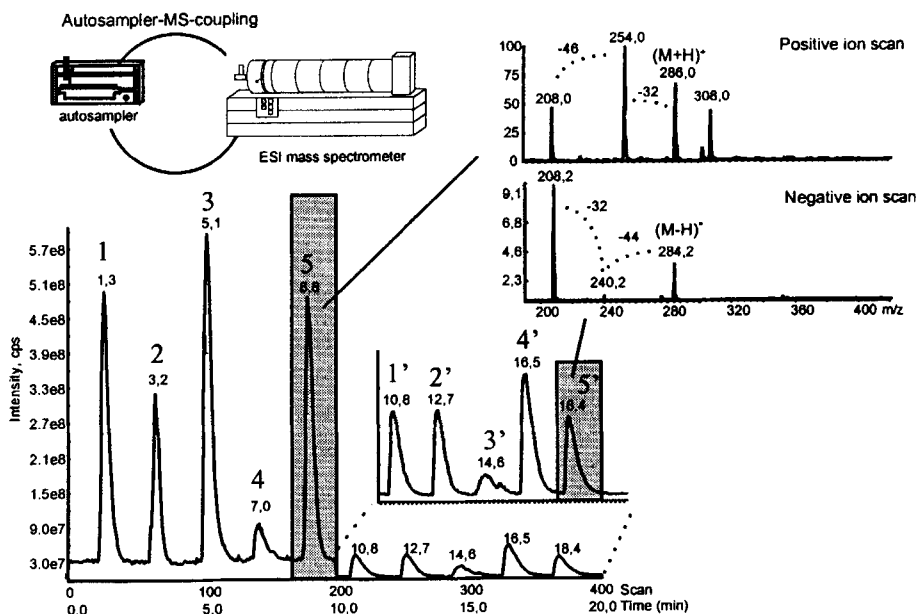 Autosampler-MS-coupling
autosampler
ESI mass spectrometer
Positive ion scan
100
75
50
25
0
208,0
-46
254,0
-32
(M+H)+
286,0
308,0
Negative ion scan
9,1
6,8
4,6
2,3
208,2
-32
240,2
-44
(M-H)-
284,2
200 240 280 320 360 400 m/z
Intensity, cps
5.7e8
5.1e8
4.5e8
3.9e8
3.3e8
2.7e8
2.1e8
1.5e8
9.0e7
3.0e7
1
1,3
2
3,2
3
5,1
4
7,0
5
8,8
1'
10,8
2'
12,7
3'
14,6
4'
16,5
5'
18,4
10,8 12,7 14,6 16,5 18,4
0 100 200 300 400 Scan
0.0 5.0 10,0 15,0 20,0 Time (min)